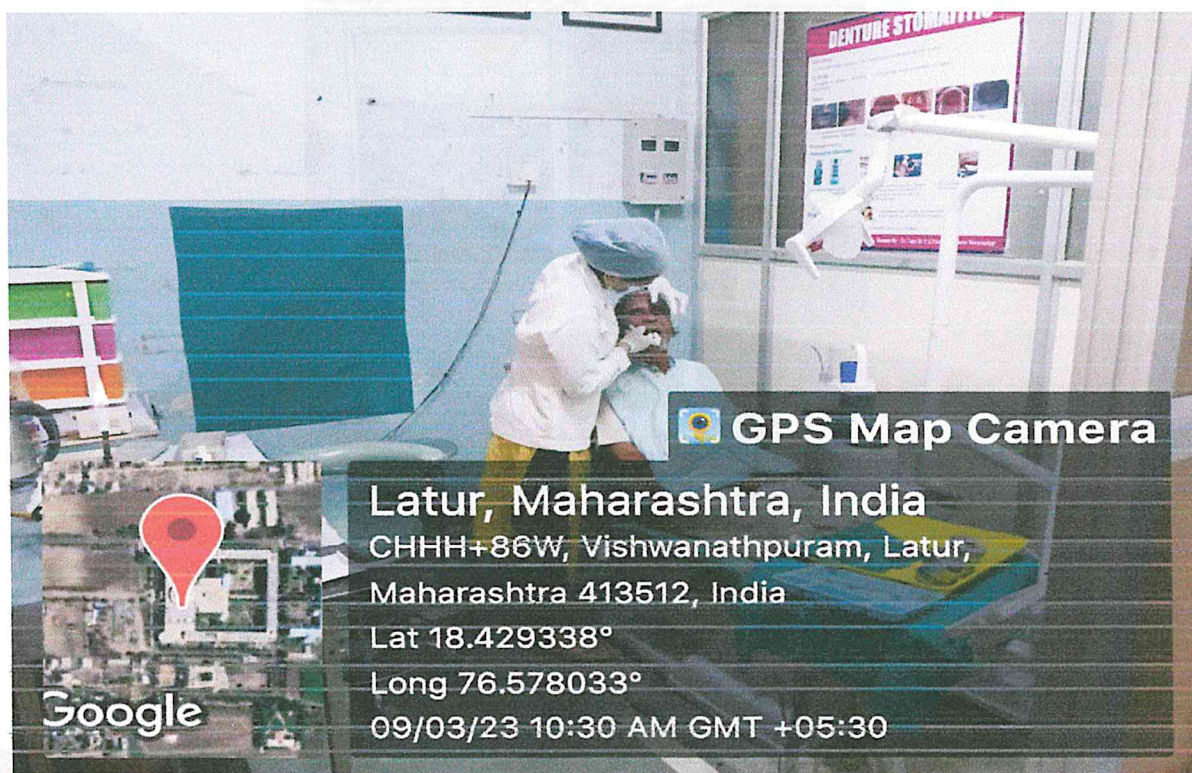 DENTURE STOMATITIS
GPS Map Camera
Latur, Maharashtra, India
CHHH+86W, Vishwanathpuram, Latur,
Maharashtra 413512, India
Lat 18.429338°
Long 76.578033°
09/03/23 10:30 AM GMT +05:30
Google